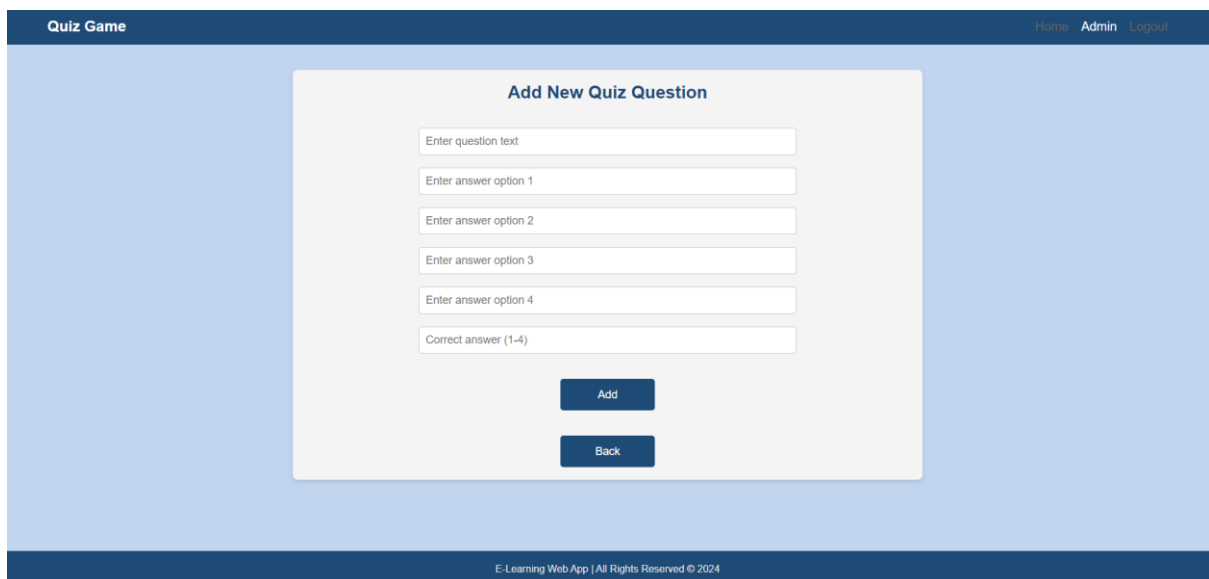 Quiz Game Home Admin Logout
Add New Quiz Question
Enter question text
Enter answer option 1
Enter answer option 2
Enter answer option 3
Enter answer option 4
Correct answer (1-4)
Add
Back
E-Learning Web App | All Rights Reserved © 2024